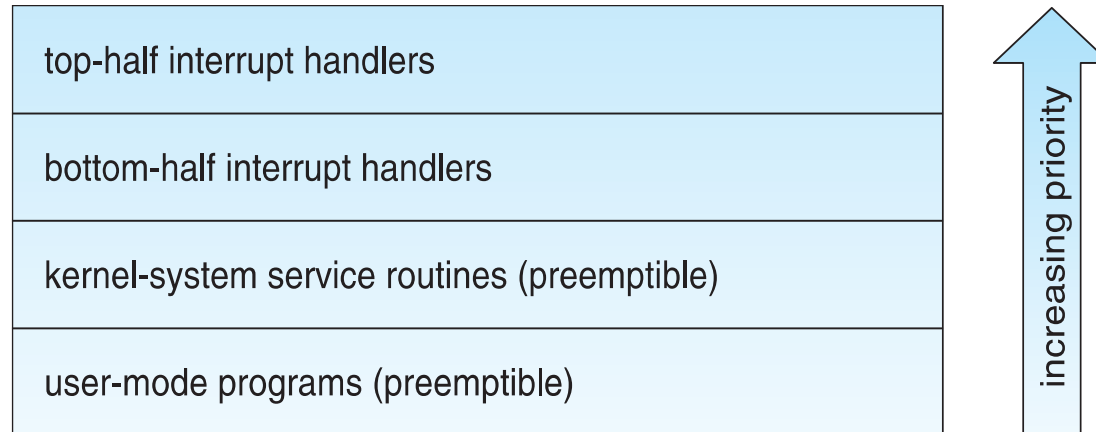 top-half interrupt handlers
bottom-half interrupt handlers
kernel-system service routines (preemptible)
user-mode programs (preemptible)
increasing priority